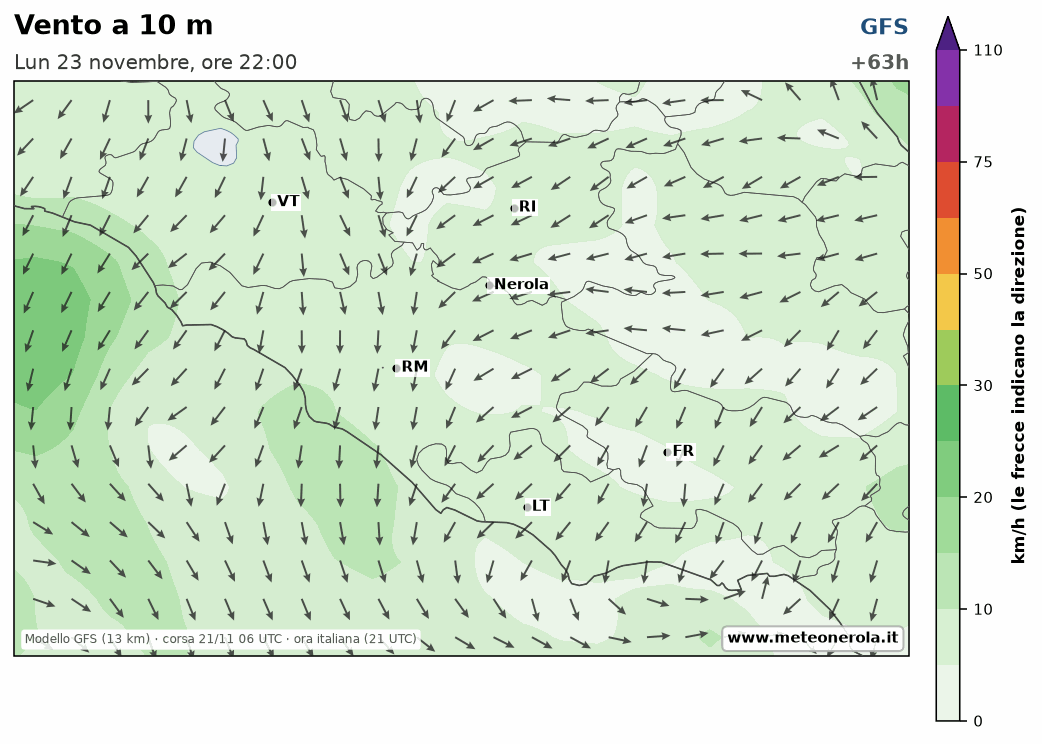 Vento a 10 m
GFS
Lun 23 novembre, ore 22:00
+63h
VT
RI
Nerola
RM
FR
LT
Modello GFS (13 km) · corsa 21/11 06 UTC · ora italiana (21 UTC)
www.meteonerola.it
110
75
50
30
20
10
0
km/h (le frecce indicano la direzione)